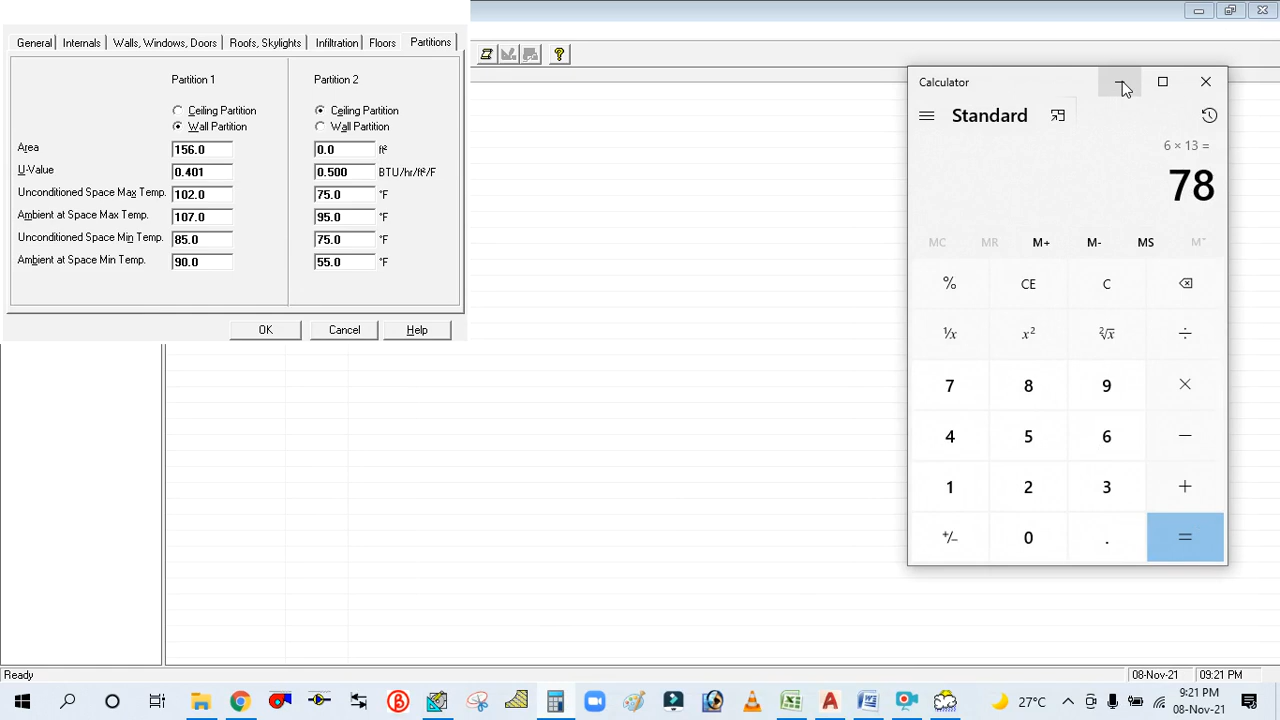 General Internals Walls, Windows, Doors Roofs, Skylights Infiltration Floors Partitions
Partition 1 Partition 2
Ceiling Partition Ceiling Partition
Wall Partition Wall Partition
Area 156.0 0.0 ft²
U-Value 0.401 0.500 BTU/hr/ft²/F
Unconditioned Space Max Temp. 102.0 75.0 °F
Ambient at Space Max Temp. 107.0 95.0 °F
Unconditioned Space Min Temp. 85.0 75.0 °F
Ambient at Space Min Temp. 90.0 55.0 °F
OK Cancel Help
Calculator
Standard
6 × 13 =
78
MC MR M+ M- MS M˅
% CE C
¹⁄x x² ²√x ÷
7 8 9 ×
4 5 6 −
1 2 3 +
+/− 0 . =
Ready 08-Nov-21 09:21 PM
27°C 9:21 PM
08-Nov-21